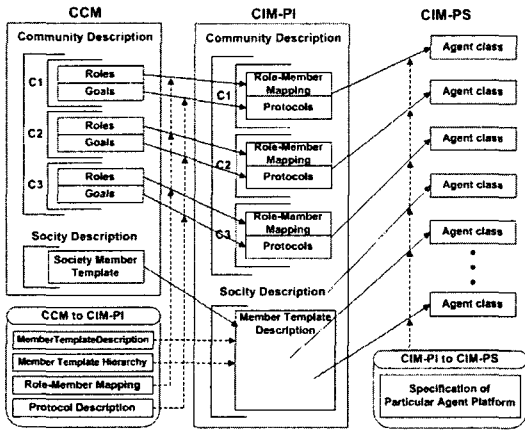 CCM
Community Description
C1
Roles
Goals
C2
Roles
Goals
C3
Roles
Goals
Socity Description
Society Member
Template
CCM to CIM-PI
MemberTemplateDescription
Member Template Hierarchy
Role-Member Mapping
Protocol Description
CIM-PI
Community Description
Role-Member
Mapping
C1
Protocols
Role-Member
Mapping
C2
Protocols
Role-Member
Mapping
C3
Protocols
Socity Description
Member Template
Description
CIM-PS
Agent class
Agent class
Agent class
Agent class
Agent class
Agent class
CIM-PI to CIM-PS
Specification of
Particular Agent Platform